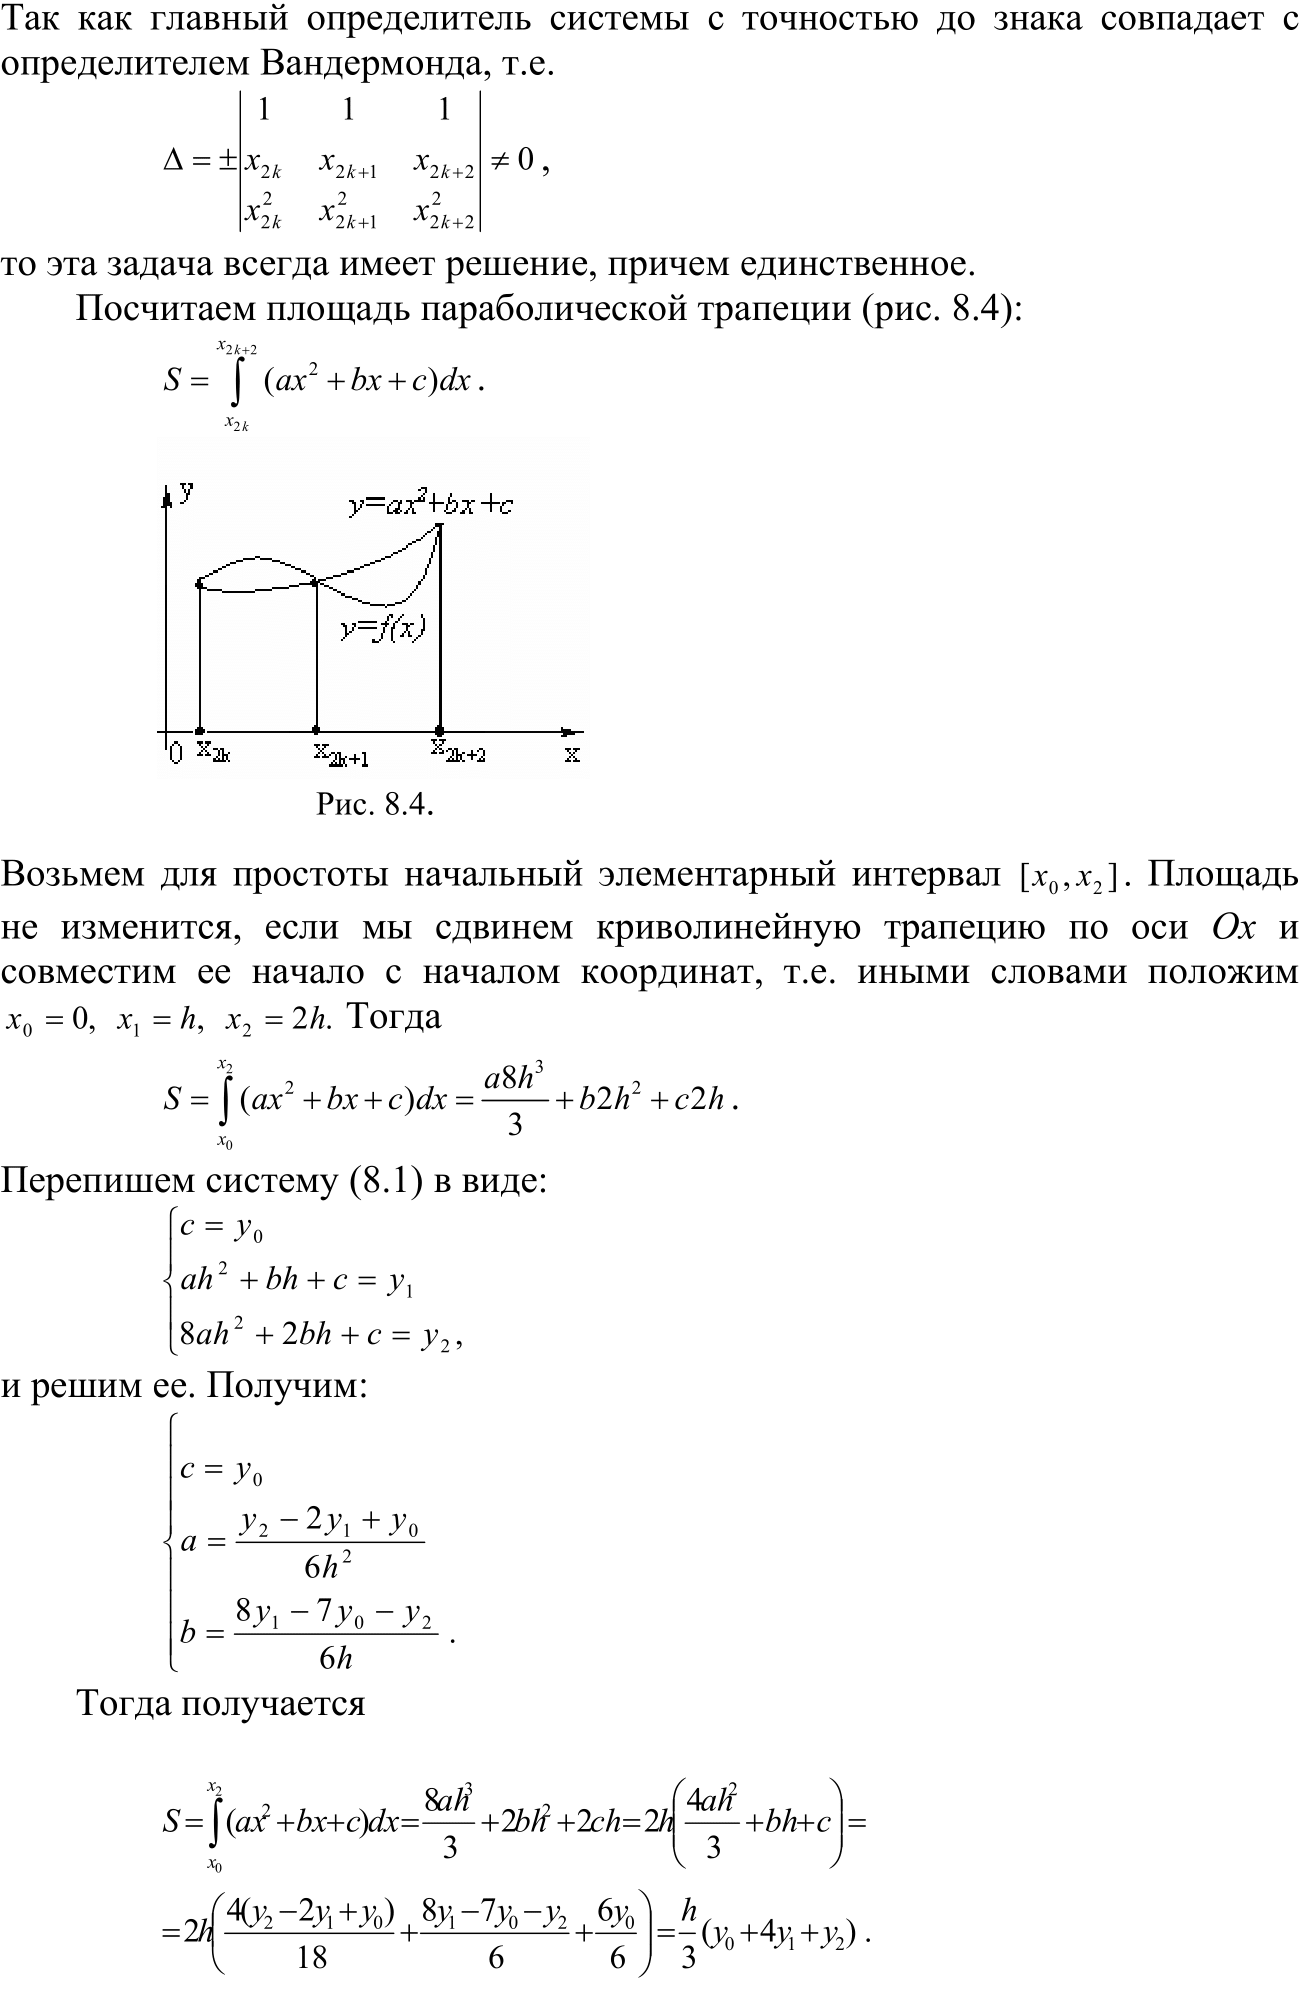 Так как главный определитель системы с точностью до знака совпадает с
определителем Вандермонда, т.е.
1 1 1
Δ = ± x_{2k} x_{2k+1} x_{2k+2} ≠ 0 ,
x_{2k}^2 x_{2k+1}^2 x_{2k+2}^2
то эта задача всегда имеет решение, причем единственное.
Посчитаем площадь параболической трапеции (рис. 8.4):
S = ∫_{x_{2k}}^{x_{2k+2}} (ax^2 + bx + c)dx .
y
y=ax^2+bx+c
y=f(x)
0 x_{2k} x_{2k+1} x_{2k+2} x
Рис. 8.4.
Возьмем для простоты начальный элементарный интервал [x_0, x_2]. Площадь
не изменится, если мы сдвинем криволинейную трапецию по оси Ox и
совместим ее начало с началом координат, т.е. иными словами положим
x_0 = 0, x_1 = h, x_2 = 2h. Тогда
S = ∫_{x_0}^{x_2} (ax^2 + bx + c)dx = \frac{a8h^3}{3} + b2h^2 + c2h .
Перепишем систему (8.1) в виде:
c = y_0
ah^2 + bh + c = y_1
8ah^2 + 2bh + c = y_2,
и решим ее. Получим:
c = y_0
a = \frac{y_2 − 2y_1 + y_0}{6h^2}
b = \frac{8y_1 − 7y_0 − y_2}{6h} .
Тогда получается
S = ∫_{x_0}^{x_2} (ax^2 + bx + c)dx = \frac{8ah^3}{3} + 2bh^2 + 2ch = 2h(\frac{4ah^2}{3} + bh + c) =
= 2h(\frac{4(y_2 − 2y_1 + y_0)}{18} + \frac{8y_1 − 7y_0 − y_2}{6} + \frac{6y_0}{6}) = \frac{h}{3}(y_0 + 4y_1 + y_2) .